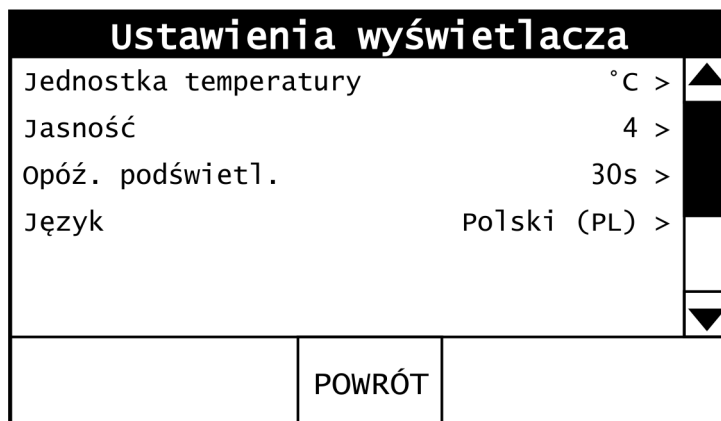 Ustawienia wyświetlacza
Jednostka temperatury °C >
Jasność 4 >
Opóź. podświetl. 30s >
Język Polski (PL) >
POWRÓT